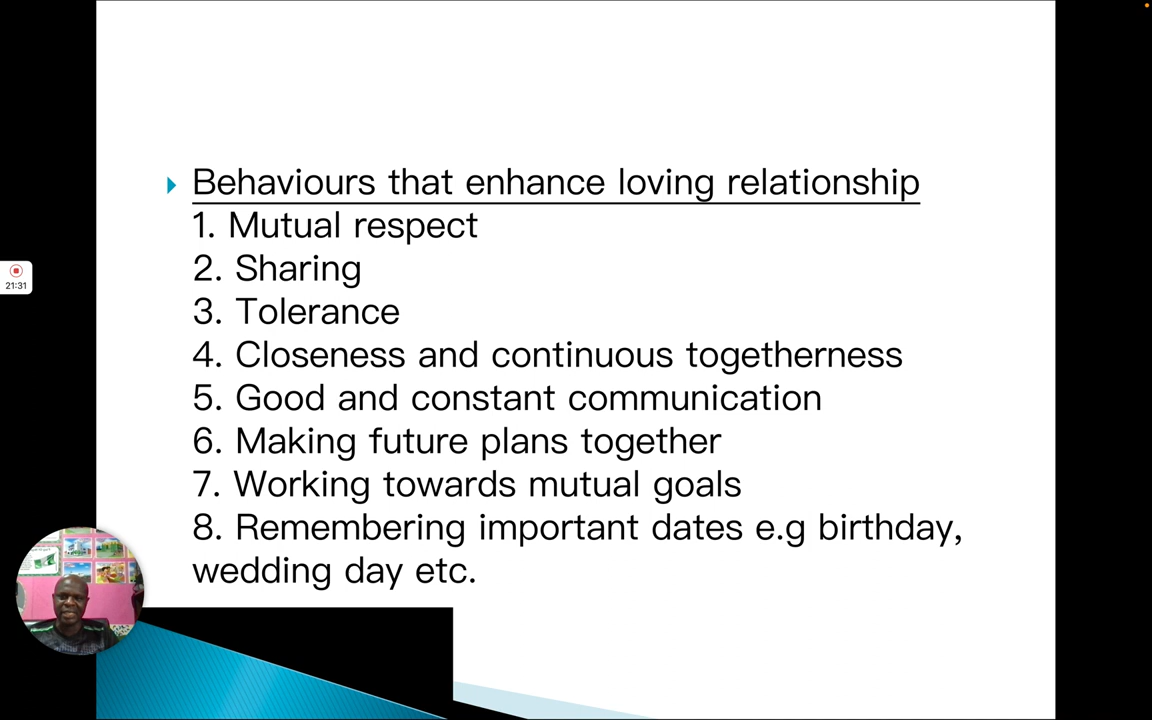 Behaviours that enhance loving relationship
1. Mutual respect
2. Sharing
3. Tolerance
4. Closeness and continuous togetherness
5. Good and constant communication
6. Making future plans together
7. Working towards mutual goals
8. Remembering important dates e.g birthday,
wedding day etc.
21:31